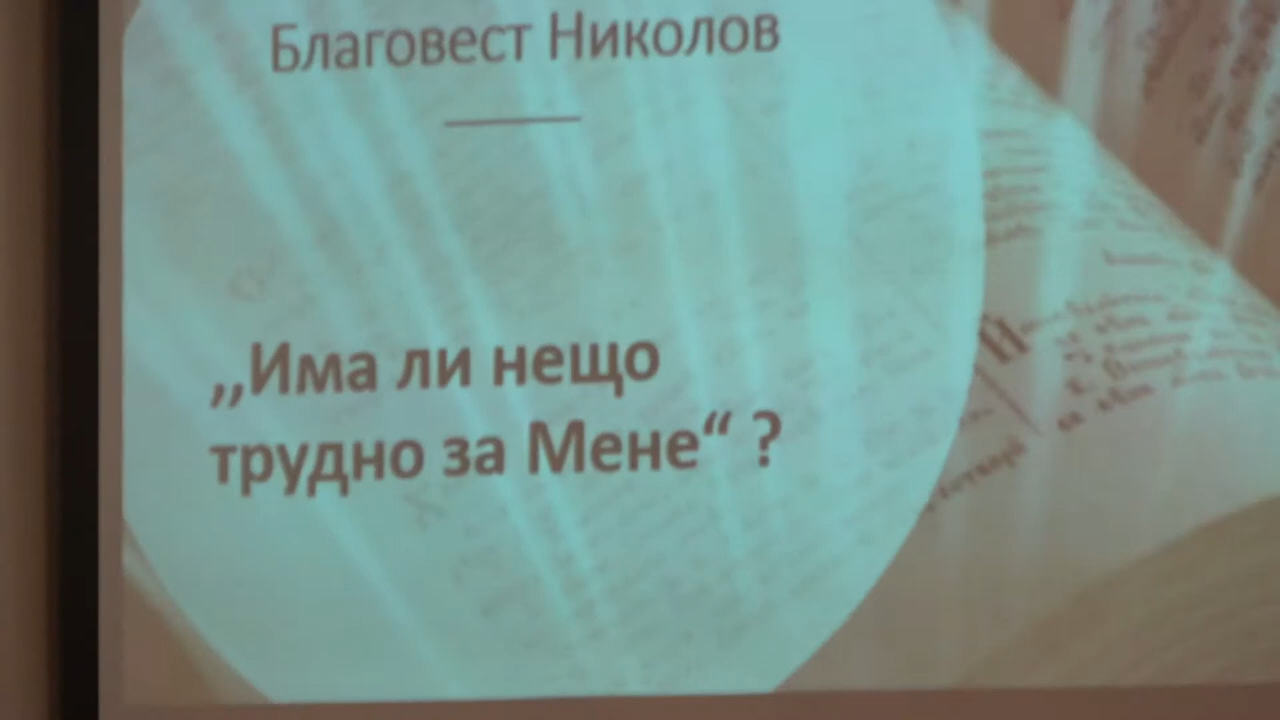 Благовест Николов
„Има ли нещо
трудно за Мене“ ?